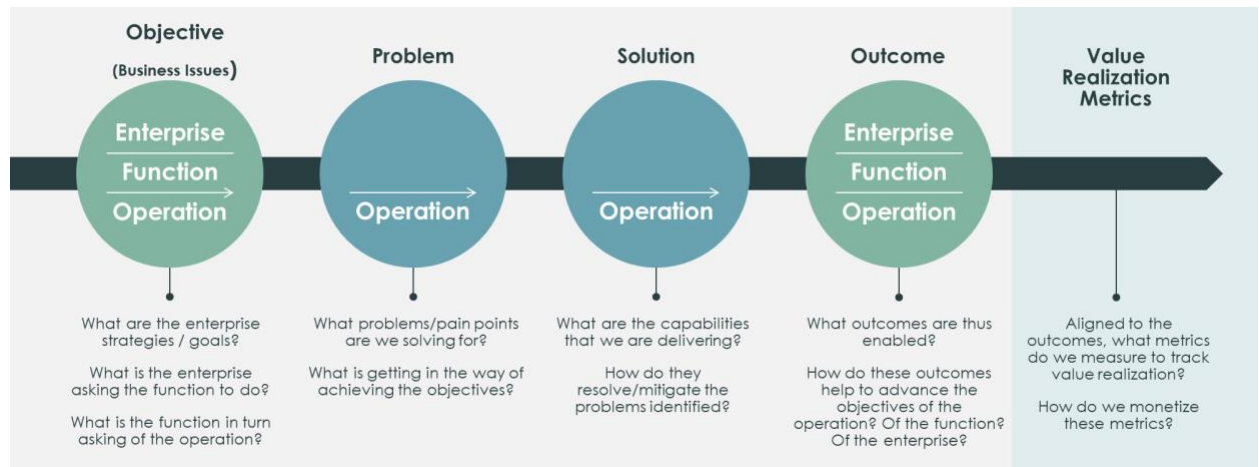 Objective
(Business Issues)
Enterprise
Function
Operation
What are the enterprise
strategies / goals?
What is the enterprise
asking the function to do?
What is the function in turn
asking of the operation?
Problem
Operation
What problems/pain points
are we solving for?
What is getting in the way of
achieving the objectives?
Solution
Operation
What are the capabilities
that we are delivering?
How do they
resolve/mitigate the
problems identified?
Outcome
Enterprise
Function
Operation
What outcomes are thus
enabled?
How do these outcomes
help to advance the
objectives of the
operation? Of the function?
Of the enterprise?
Value
Realization
Metrics
Aligned to the
outcomes, what metrics
do we measure to track
value realization?
How do we monetize
these metrics?